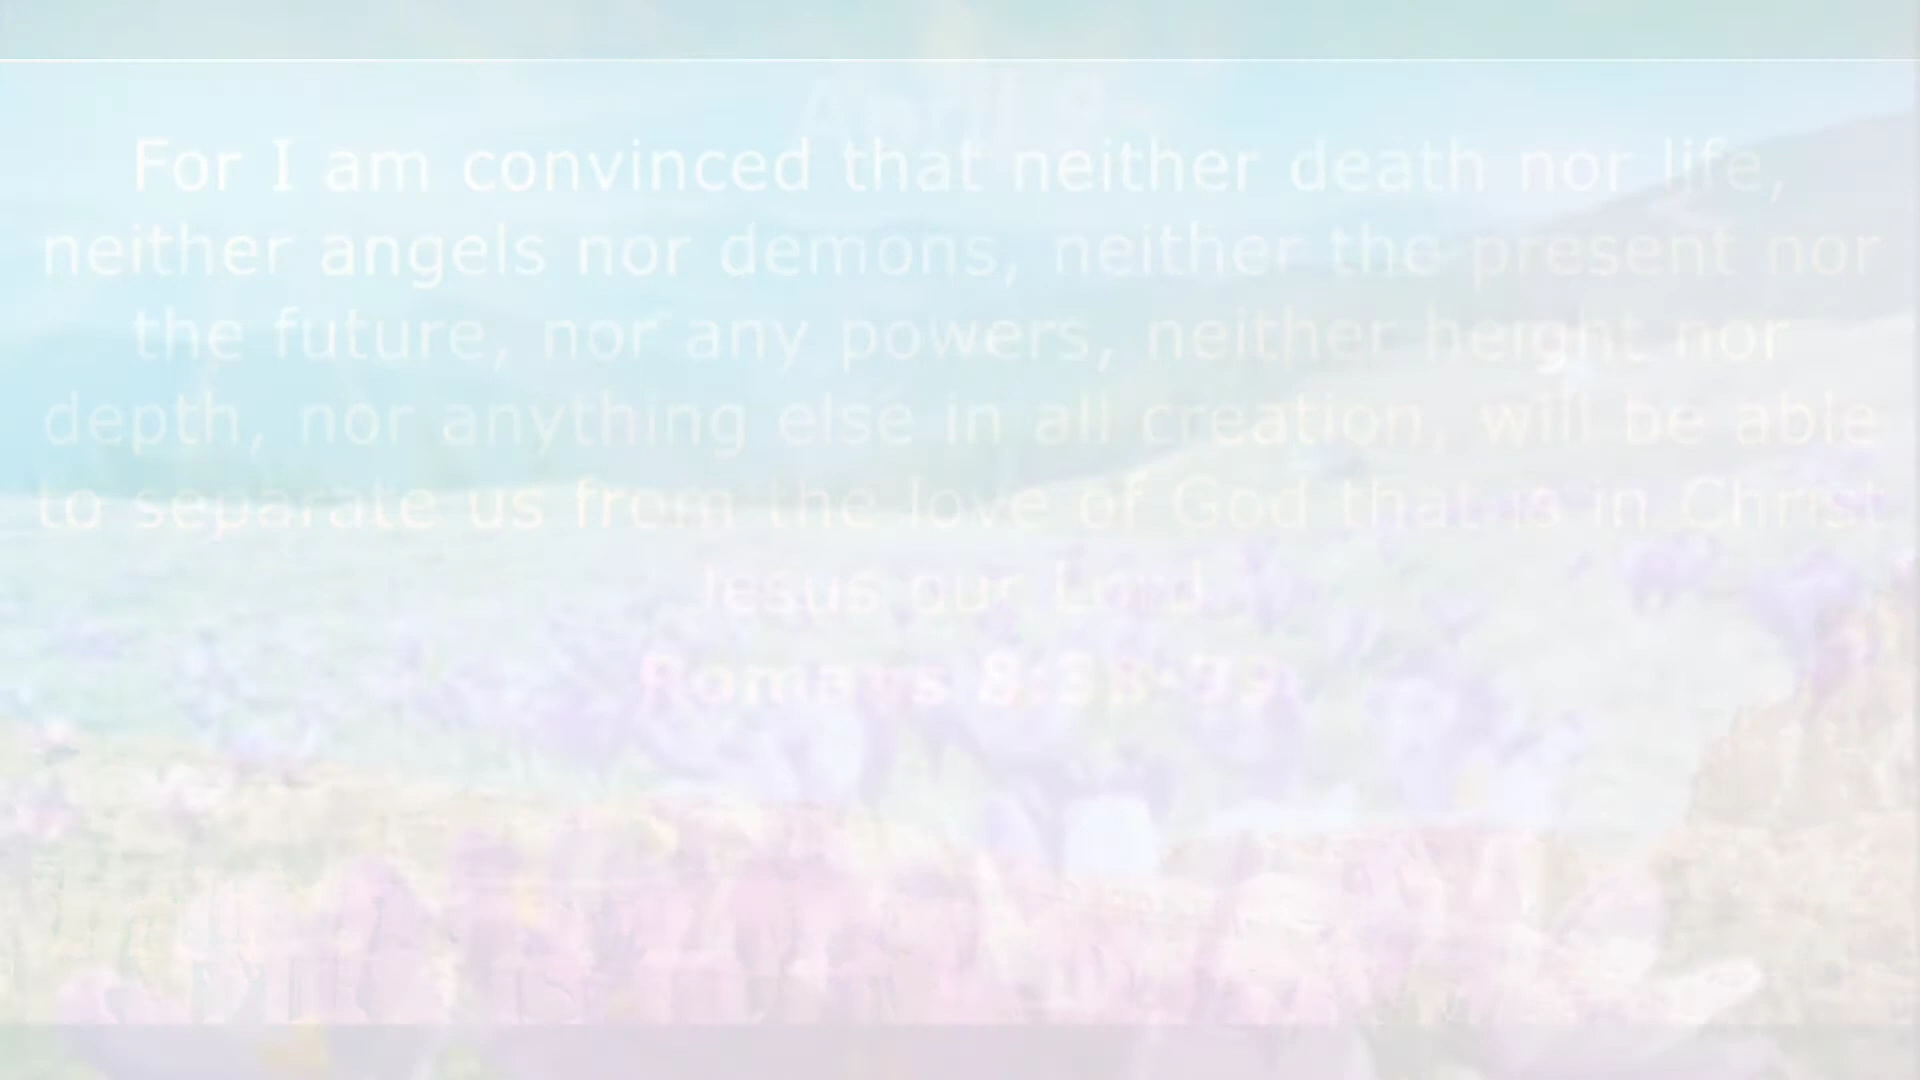 April
For I am convinced that neither death nor life,
neither angels nor demons, neither the present nor
the future, nor any powers, neither height nor
depth, nor anything else in all creation, will be able
to separate us from the love of God that is in Christ
Jesus our Lord
Romans 8:38-39